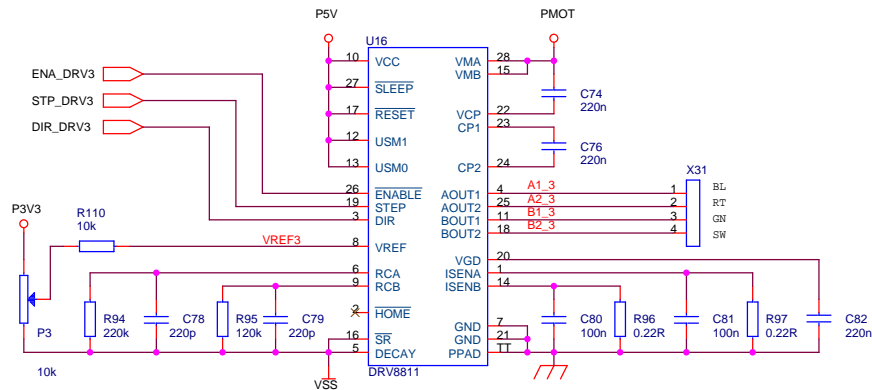 P5V
PMOT
U16
ENA_DRV3
STP_DRV3
DIR_DRV3
10 VCC
27 SLEEP
17 RESET
12 USM1
13 USM0
26 ENABLE
19 STEP
3 DIR
8 VREF
6 RCA
9 RCB
2 HOME
16 SR
5 DECAY
VMA 28
VMB 15
VCP 22
CP1 23
CP2 24
AOUT1 4
AOUT2 25
BOUT1 11
BOUT2 18
VGD 20
ISENA 1
ISENB 14
GND 7
GND 21
PPAD TT
DRV8811
C74
220n
C76
220n
X31
A1_3 1 BL
A2_3 2 RT
B1_3 3 GN
B2_3 4 SW
P3V3
R110
10k
VREF3
P3
10k
R94
220k
C78
220p
R95
120k
C79
220p
VSS
C80
100n
R96
0.22R
C81
100n
R97
0.22R
C82
220n